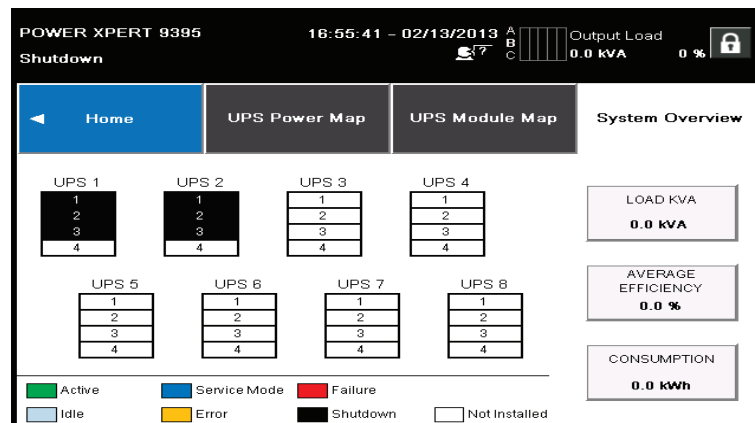 POWER XPERT 9395
16:55:41 - 02/13/2013
A
B
C
Output Load
Shutdown
?
0.0 kVA 0 %
Home
UPS Power Map
UPS Module Map
System Overview
UPS 1
1
2
3
4
UPS 2
1
2
3
4
UPS 3
1
2
3
4
UPS 4
1
2
3
4
UPS 5
1
2
3
4
UPS 6
1
2
3
4
UPS 7
1
2
3
4
UPS 8
1
2
3
4
LOAD KVA
0.0 kVA
AVERAGE
EFFICIENCY
0.0 %
CONSUMPTION
0.0 kWh
Active
Service Mode
Failure
Idle
Error
Shutdown
Not Installed